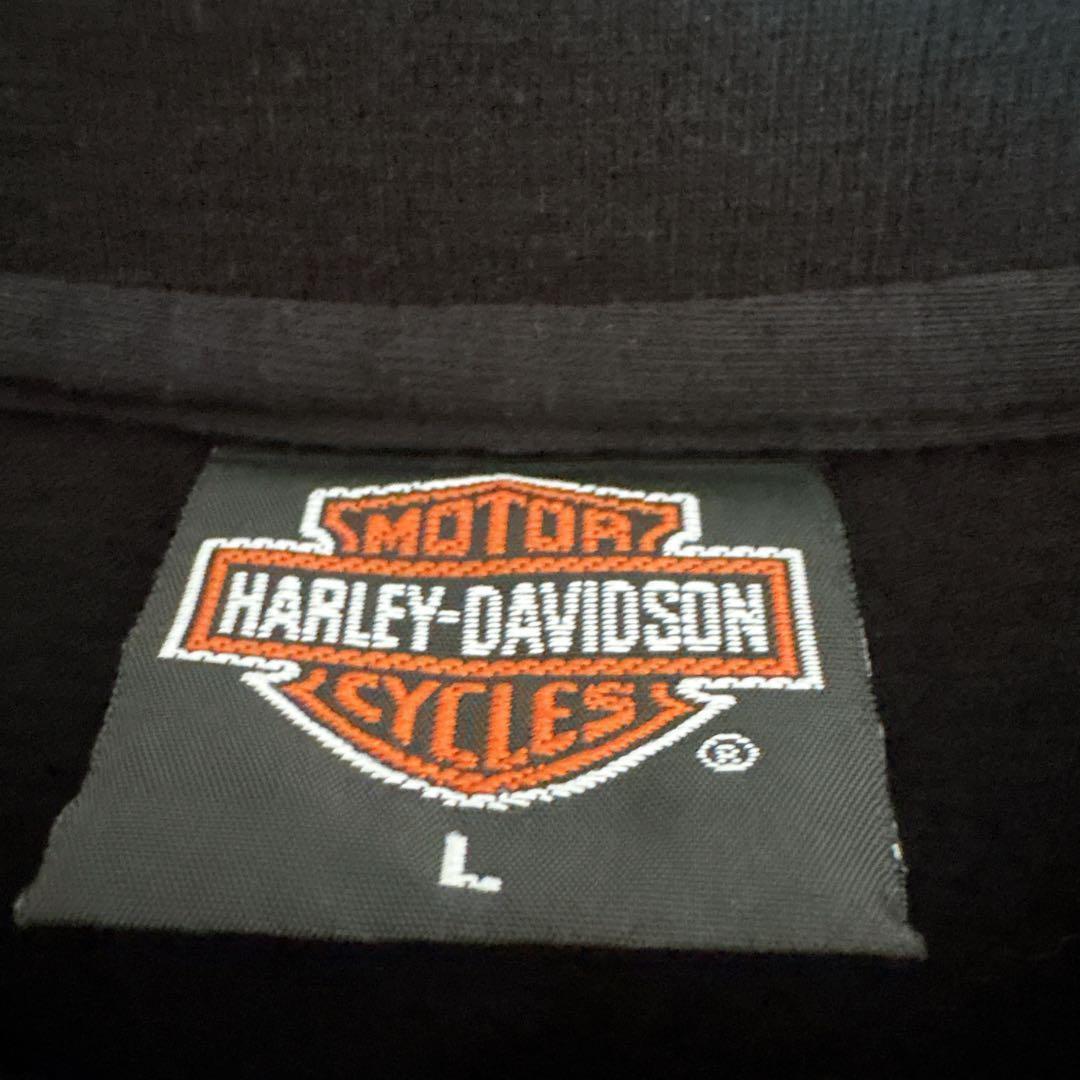 MOTOR
HARLEY-DAVIDSON
CYCLES
®
L